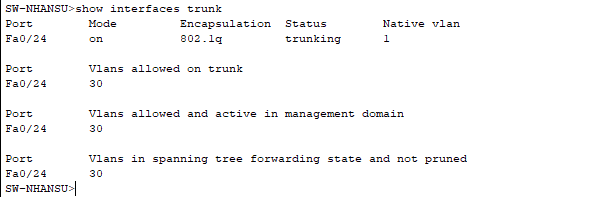 SW-NHANSU>show interfaces trunk
Port        Mode         Encapsulation  Status        Native vlan
Fa0/24      on           802.1q         trunking      1

Port        Vlans allowed on trunk
Fa0/24      30

Port        Vlans allowed and active in management domain
Fa0/24      30

Port        Vlans in spanning tree forwarding state and not pruned
Fa0/24      30
SW-NHANSU>